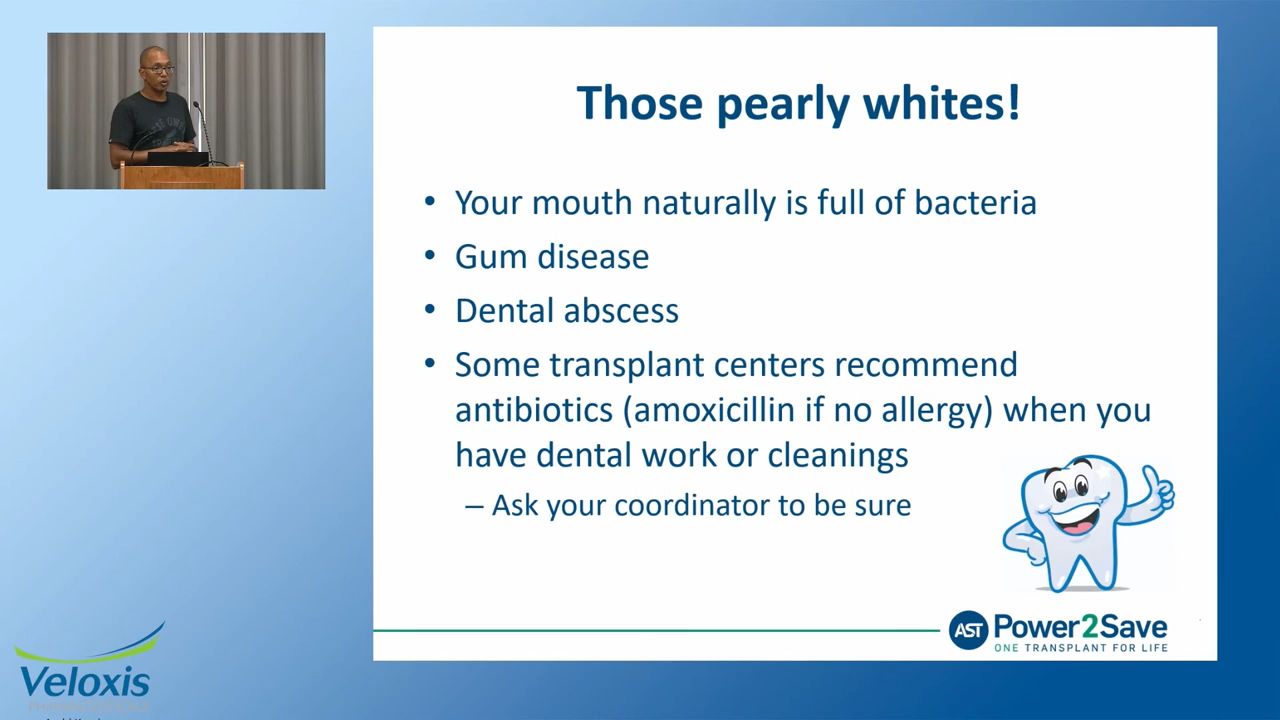 Those pearly whites!
• Your mouth naturally is full of bacteria
• Gum disease
• Dental abscess
• Some transplant centers recommend
antibiotics (amoxicillin if no allergy) when you
have dental work or cleanings
– Ask your coordinator to be sure
AST Power2Save
ONE TRANSPLANT FOR LIFE
Veloxis
PHARMACEUTICALS